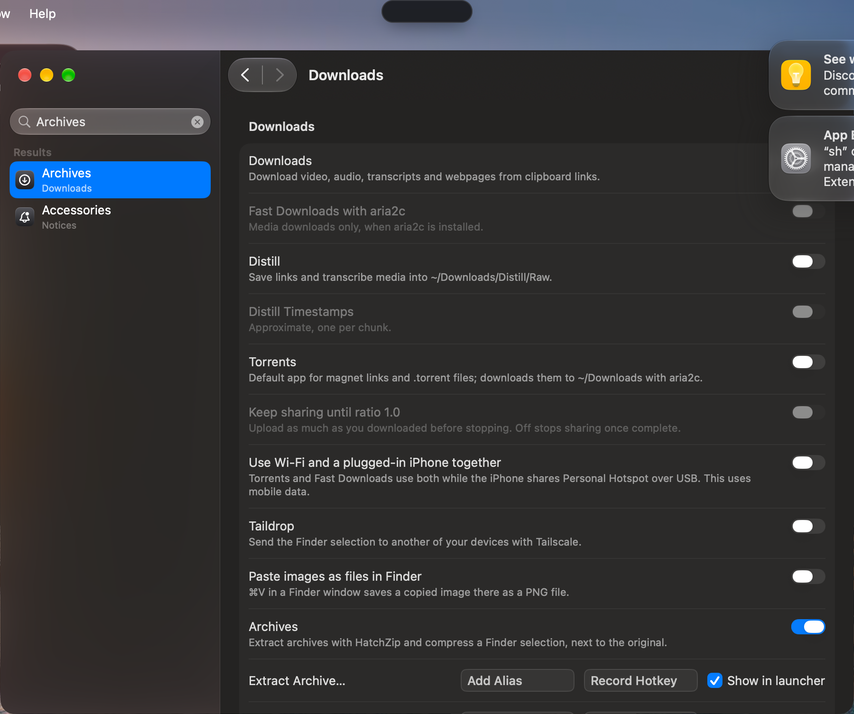 Help
Downloads
See
Disco
comm
App
"sh"
mana
Exten
Archives
Results
Archives
Downloads
Accessories
Notices
Downloads
Downloads
Download video, audio, transcripts and webpages from clipboard links.
Fast Downloads with aria2c
Media downloads only, when aria2c is installed.
Distill
Save links and transcribe media into ~/Downloads/Distill/Raw.
Distill Timestamps
Approximate, one per chunk.
Torrents
Default app for magnet links and .torrent files; downloads them to ~/Downloads with aria2c.
Keep sharing until ratio 1.0
Upload as much as you downloaded before stopping. Off stops sharing once complete.
Use Wi-Fi and a plugged-in iPhone together
Torrents and Fast Downloads use both while the iPhone shares Personal Hotspot over USB. This uses
mobile data.
Taildrop
Send the Finder selection to another of your devices with Tailscale.
Paste images as files in Finder
⌘V in a Finder window saves a copied image there as a PNG file.
Archives
Extract archives with HatchZip and compress a Finder selection, next to the original.
Extract Archive... Add Alias Record Hotkey Show in launcher